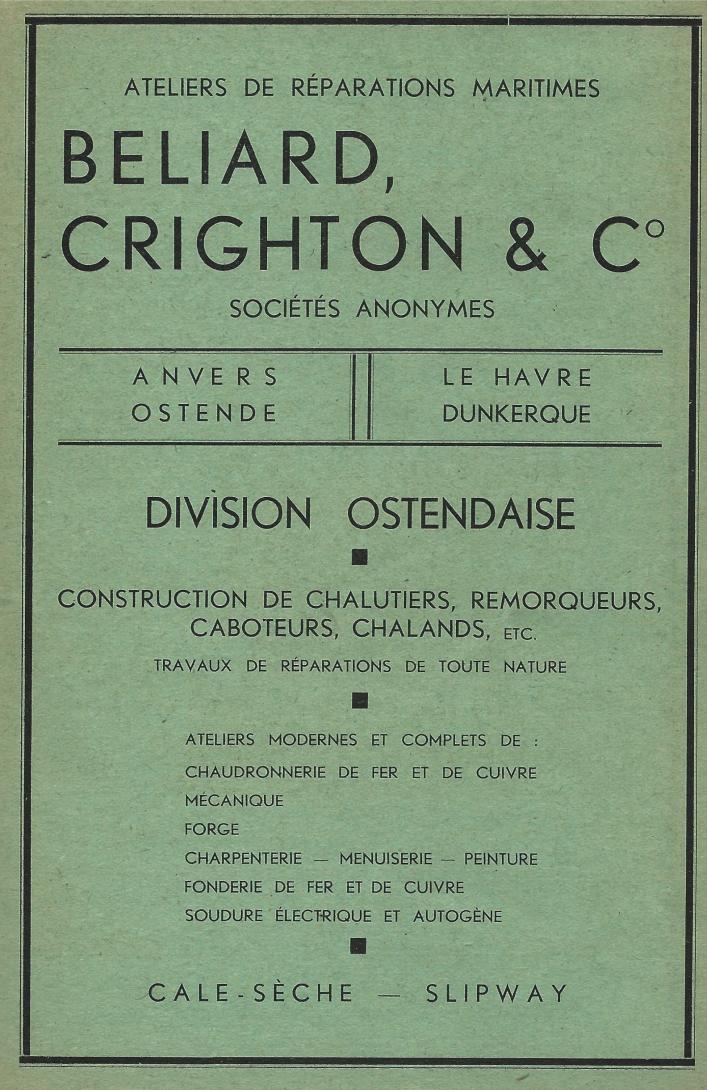 ATELIERS DE RÉPARATIONS MARITIMES
BELIARD,
CRIGHTON & Cº
SOCIÉTÉS ANONYMES
ANVERS
OSTENDE
LE HAVRE
DUNKERQUE
DIVISION OSTENDAISE
CONSTRUCTION DE CHALUTIERS, REMORQUEURS,
CABOTEURS, CHALANDS, ETC.
TRAVAUX DE RÉPARATIONS DE TOUTE NATURE
ATELIERS MODERNES ET COMPLETS DE :
CHAUDRONNERIE DE FER ET DE CUIVRE
MÉCANIQUE
FORGE
CHARPENTERIE — MENUISERIE — PEINTURE
FONDERIE DE FER ET DE CUIVRE
SOUDURE ÉLECTRIQUE ET AUTOGÈNE
CALE-SÈCHE — SLIPWAY